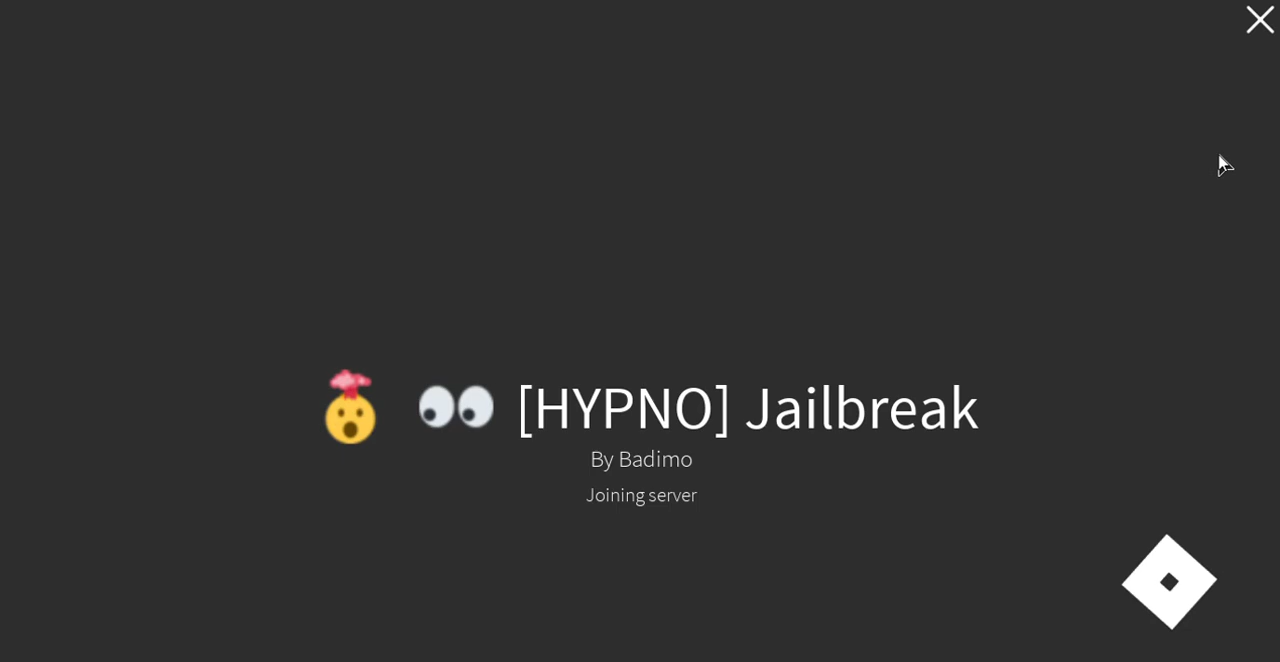 🤯 👀 [HYPNO] Jailbreak
By Badimo
Joining server